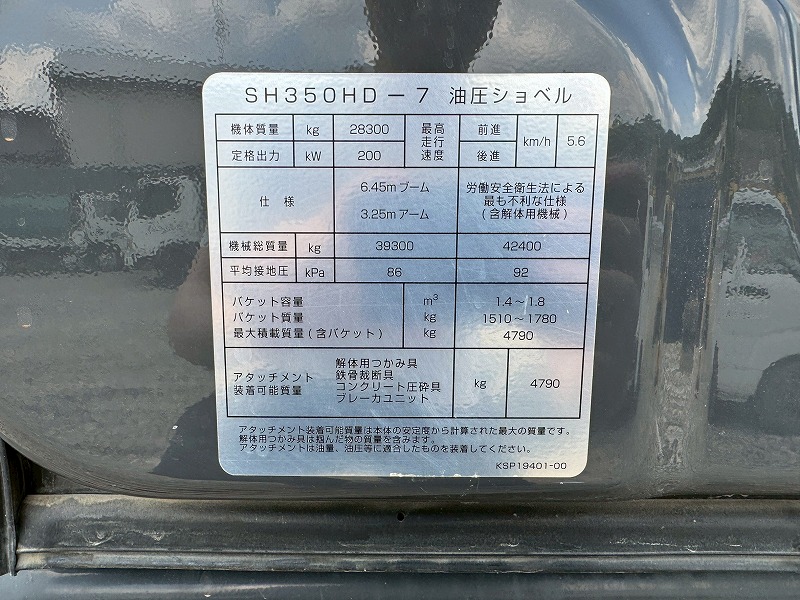 SH350HD－7 油圧ショベル
機体質量 kg 28300 最高走行速度 前進 km/h 5.6
定格出力 kW 200 後進
仕様 6.45mブーム 労働安全衛生法による
最も不利な仕様
3.25mアーム (含解体用機械)
機械総質量 kg 39300 42400
平均接地圧 kPa 86 92
バケット容量 m³ 1.4～1.8
バケット質量 kg 1510～1780
最大積載質量(含バケット) kg 4790
解体用つかみ具
アタッチメント 鉄骨裁断具 kg 4790
装着可能質量 コンクリート圧砕具
ブレーカユニット
アタッチメント装着可能質量は本体の安定度から計算された最大の質量です。
解体用つかみ具は掴んだ物の質量を含みます。
アタッチメントは油量、油圧等に適合したものを装着してください。
KSP19401-00